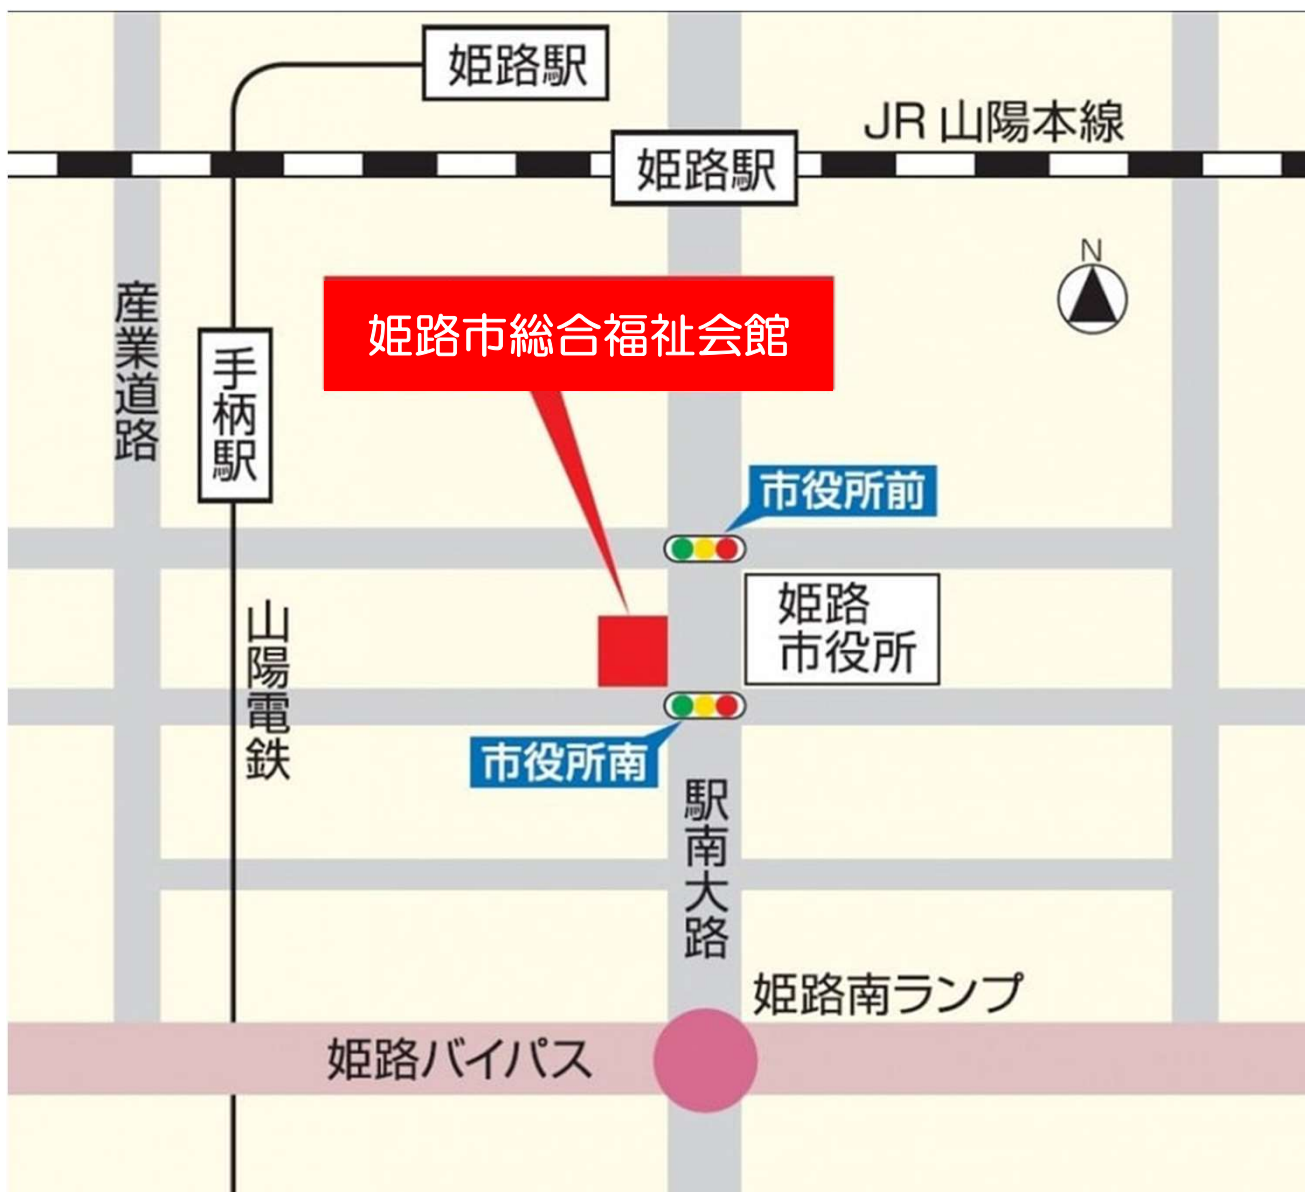 姫路駅
JR 山陽本線
姫路駅
N
産業道路
姫路市総合福祉会館
手柄駅
市役所前
姫路
市役所
山陽電鉄
市役所南
駅南大路
姫路南ランプ
姫路バイパス